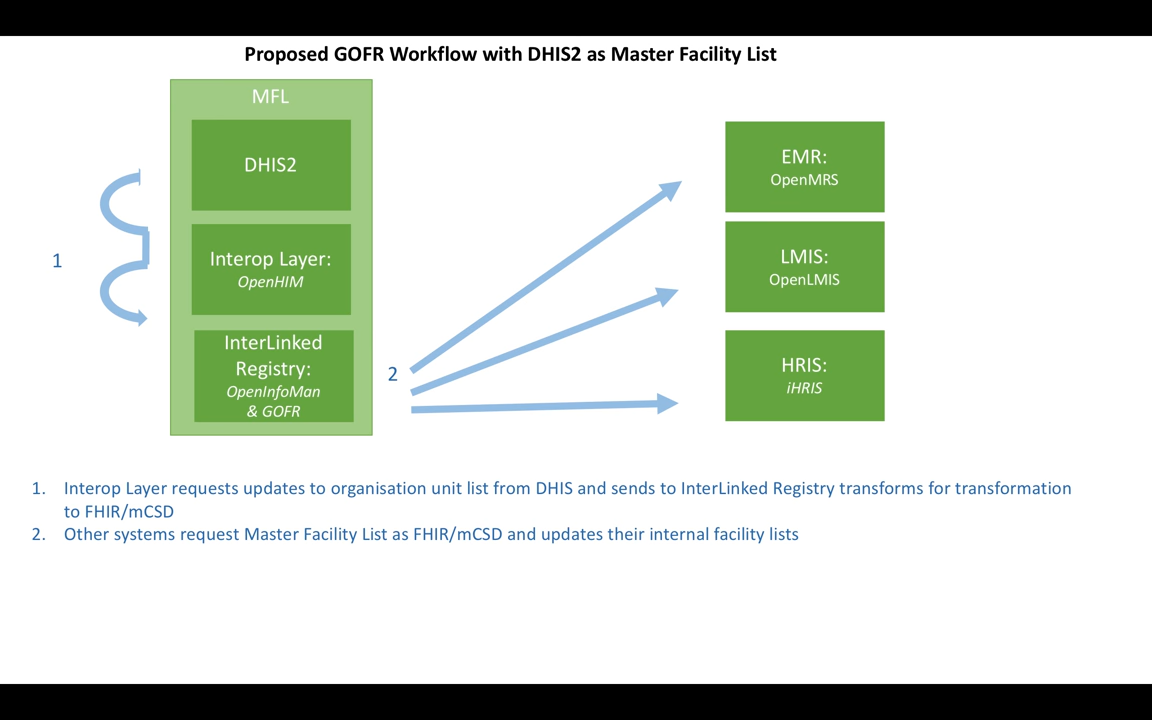 Proposed GOFR Workflow with DHIS2 as Master Facility List
MFL
DHIS2
Interop Layer:
OpenHIM
InterLinked
Registry:
OpenInfoMan
& GOFR
1
2
EMR:
OpenMRS
LMIS:
OpenLMIS
HRIS:
iHRIS
1. Interop Layer requests updates to organisation unit list from DHIS and sends to InterLinked Registry transforms for transformation
to FHIR/mCSD
2. Other systems request Master Facility List as FHIR/mCSD and updates their internal facility lists